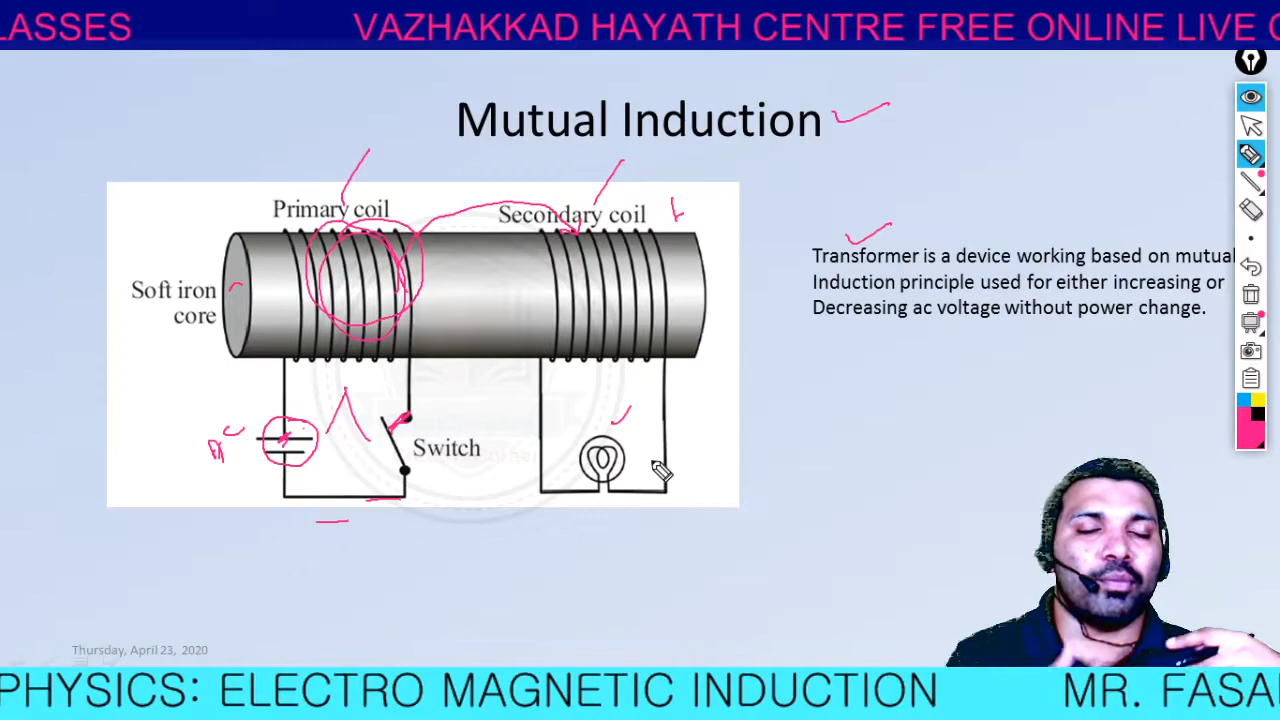 LASSES VAZHAKKAD HAYATH CENTRE FREE ONLINE LIVE
Mutual Induction
Primary coil
Secondary coil
Soft iron
core
Switch
Transformer is a device working based on mutual
Induction principle used for either increasing or
Decreasing ac voltage without power change.
Thursday, April 23, 2020
PHYSICS: ELECTRO MAGNETIC INDUCTION MR. FASA